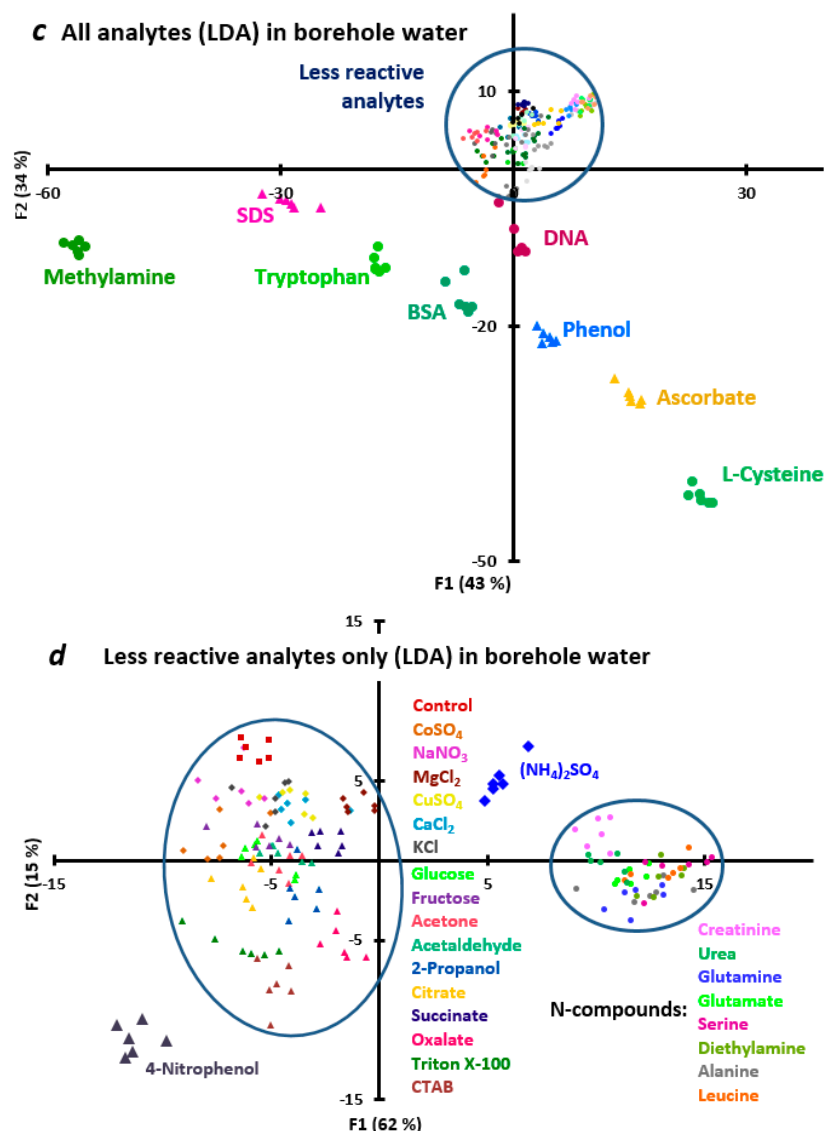 c All analytes (LDA) in borehole water
Less reactive
analytes
10
F2 (34 %)
-60
-30
0
30
SDS
DNA
Methylamine
Tryptophan
BSA
-20
Phenol
Ascorbate
L-Cysteine
-50
F1 (43 %)
15
d Less reactive analytes only (LDA) in borehole water
Control
CoSO₄
NaNO₃
MgCl₂
CuSO₄
CaCl₂
KCl
Glucose
Fructose
Acetone
Acetaldehyde
2-Propanol
Citrate
Succinate
Oxalate
Triton X-100
CTAB
(NH₄)₂SO₄
5
F2 (15 %)
-15
-5
5
15
-5
Creatinine
Urea
Glutamine
N-compounds: Glutamate
Serine
Diethylamine
Alanine
Leucine
4-Nitrophenol
-15
F1 (62 %)